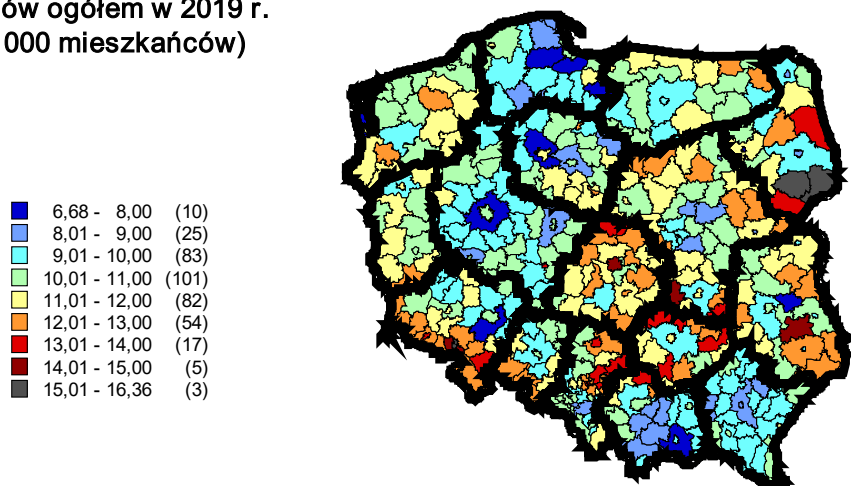 ów ogółem w 2019 r.
000 mieszkańców)
6,68 - 8,00 (10)
8,01 - 9,00 (25)
9,01 - 10,00 (83)
10,01 - 11,00 (101)
11,01 - 12,00 (82)
12,01 - 13,00 (54)
13,01 - 14,00 (17)
14,01 - 15,00 (5)
15,01 - 16,36 (3)